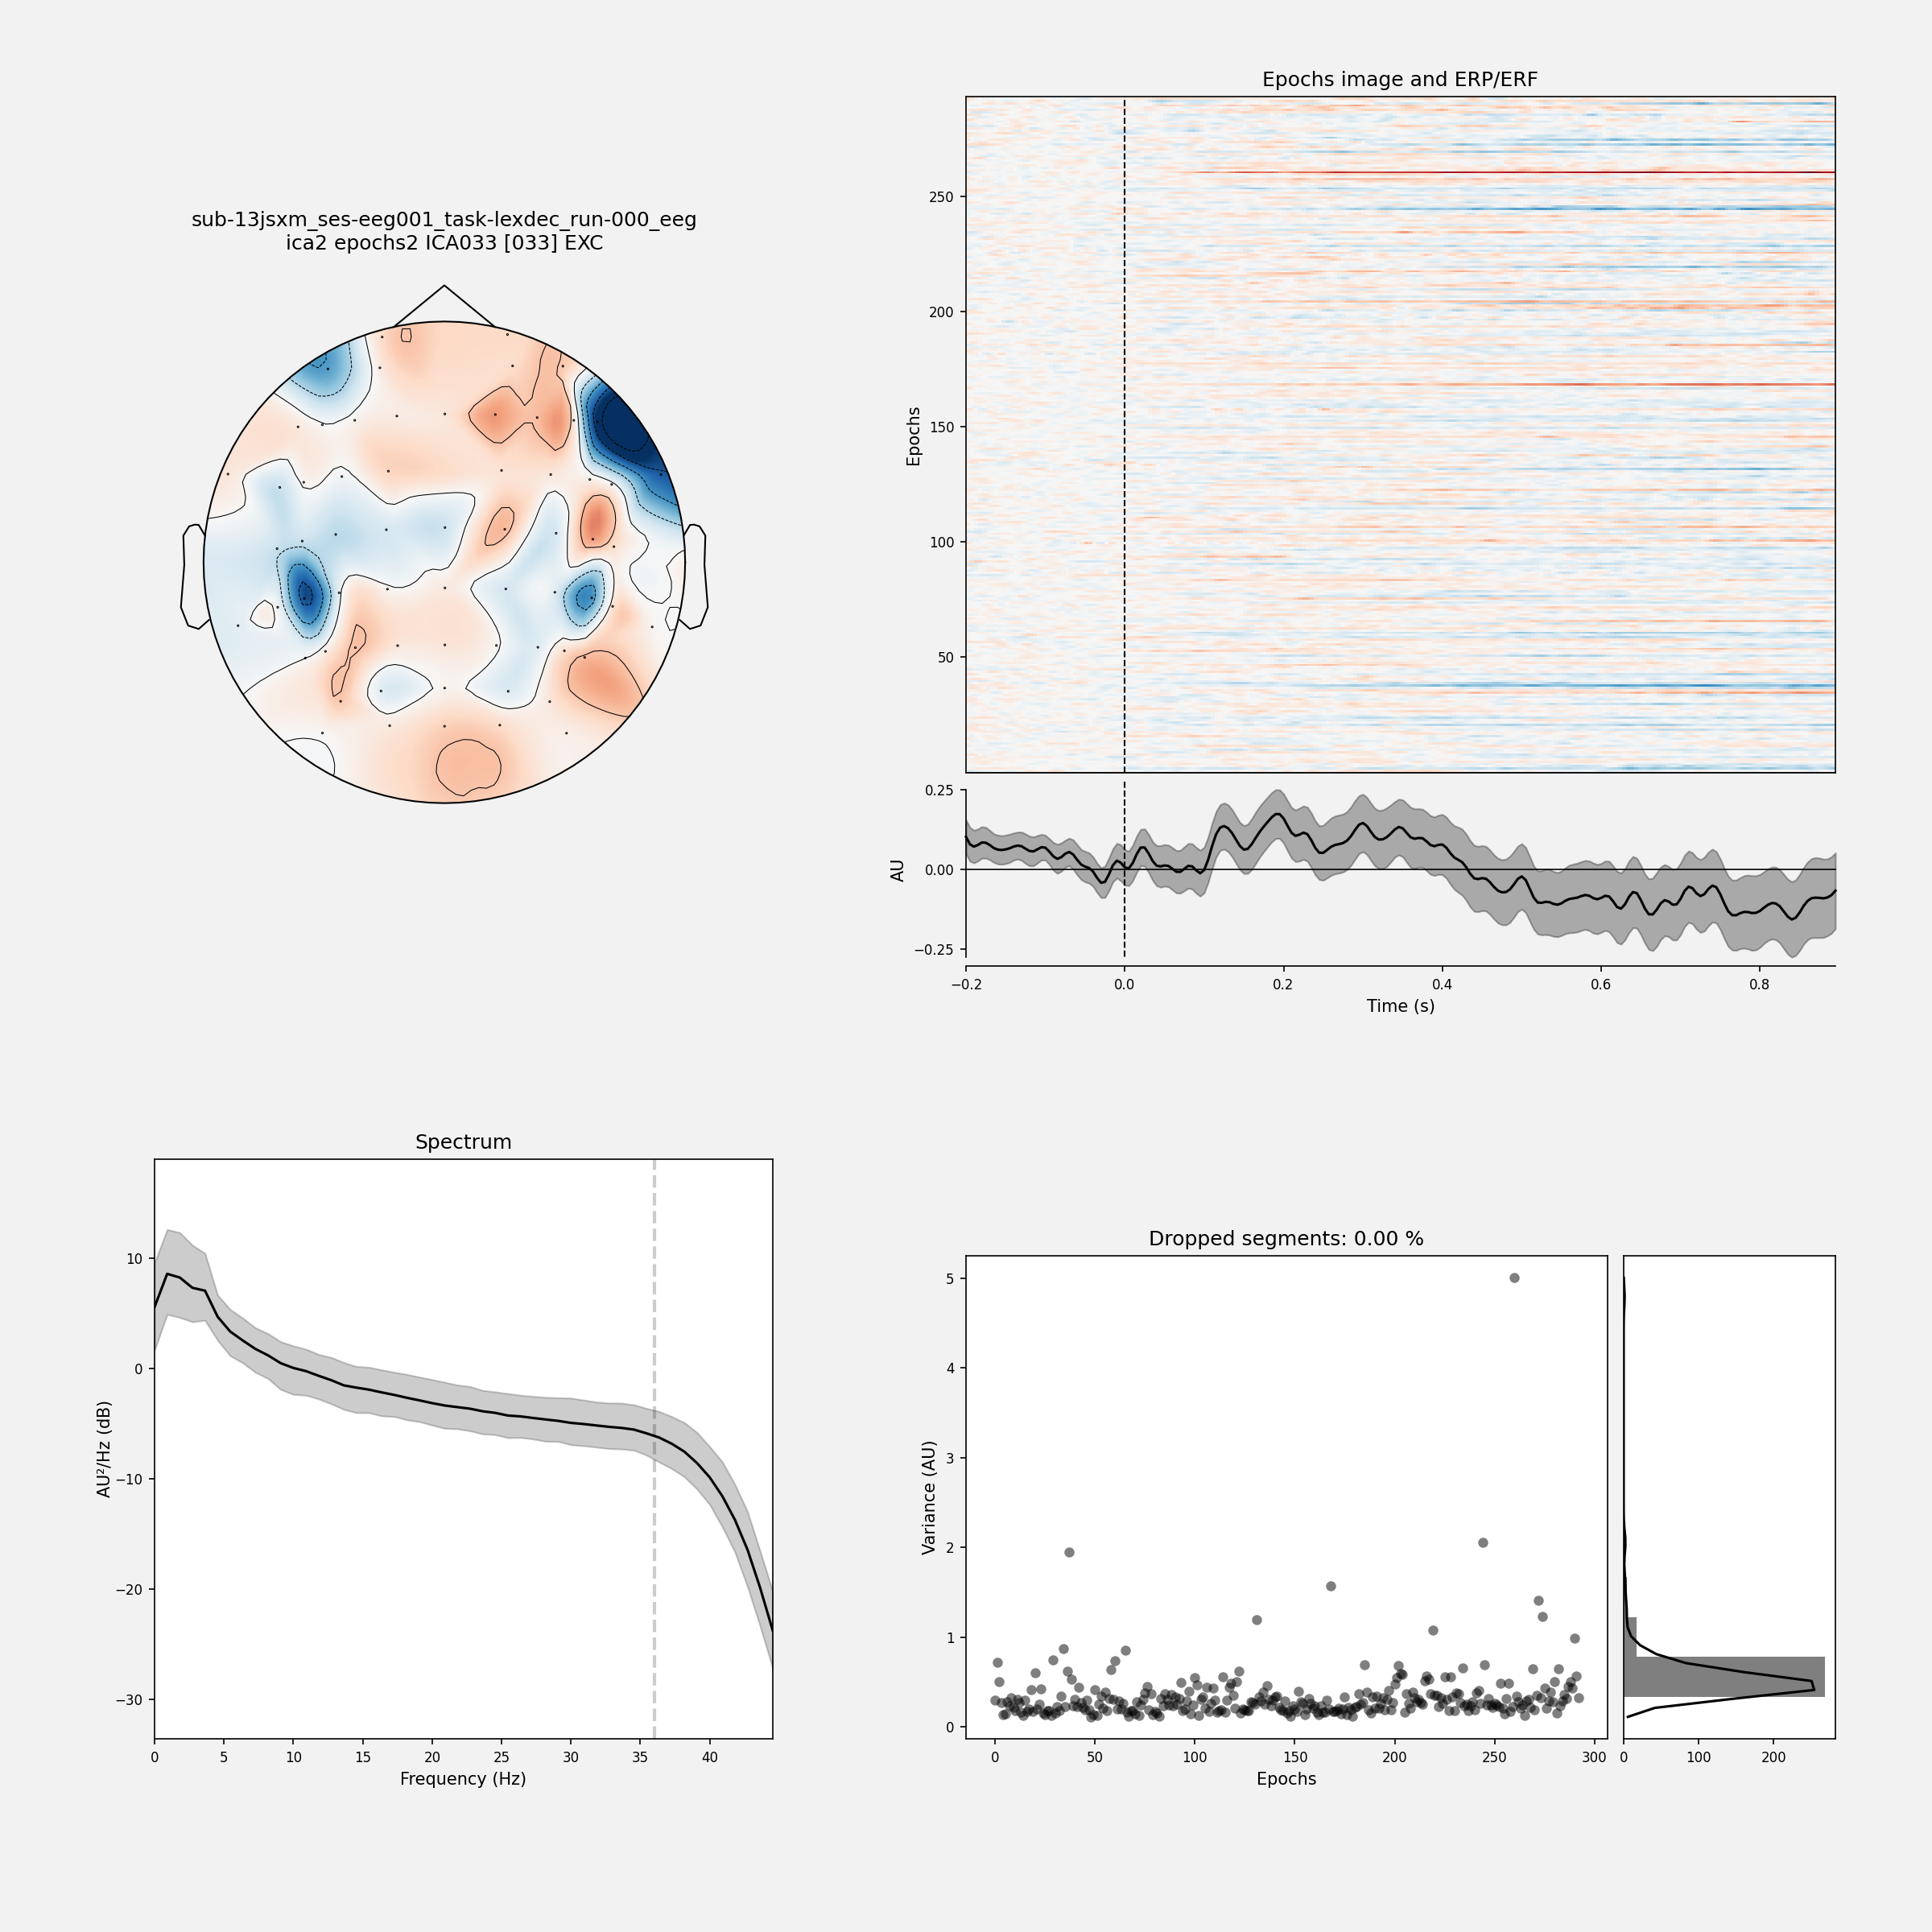 sub-13jsxm_ses-eeg001_task-lexdec_run-000_eeg
ica2 epochs2 ICA033 [033] EXC
Epochs image and ERP/ERF
Epochs
250
200
150
100
50
AU
0.25
0.00
−0.25
−0.2 0.0 0.2 0.4 0.6 0.8
Time (s)
Spectrum
AU²/Hz (dB)
10
0
−10
−20
−30
0 5 10 15 20 25 30 35 40
Frequency (Hz)
Dropped segments: 0.00 %
Variance (AU)
5
4
3
2
1
0
0 50 100 150 200 250 300
Epochs
0 100 200